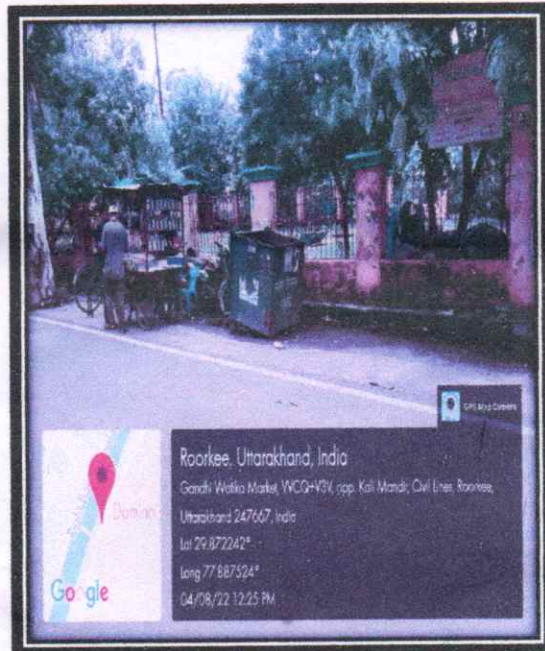 GPS Map Camera
Roorkee, Uttarakhand, India
Gandhi Watika Market, VVCQ+V3V, opp. Kali Mandir, Civil Lines, Roorkee,
Uttarakhand 247667, India
Lat 29.872242°
Long 77.887524°
04/08/22 12:25 PM
Google